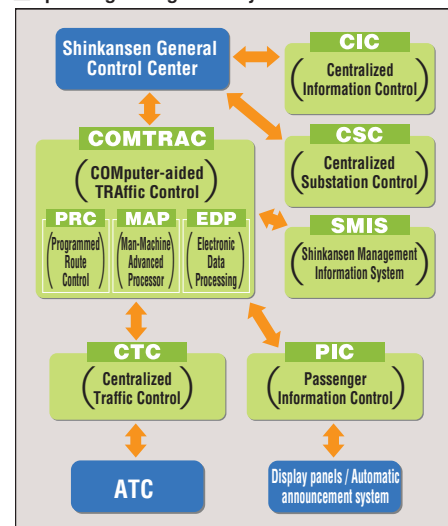 Shinkansen General
Control Center
CIC
(Centralized
Information Control)
COMTRAC
(COMputer-aided
TRAffic Control)
CSC
(Centralized
Substation Control)
PRC
(Programmed
Route
Control)
MAP
(Man-Machine
Advanced
Processor)
EDP
(Electronic
Data
Processing)
SMIS
(Shinkansen Management
Information System)
CTC
(Centralized
Traffic Control)
PIC
(Passenger
Information Control)
ATC
Display panels / Automatic
announcement system